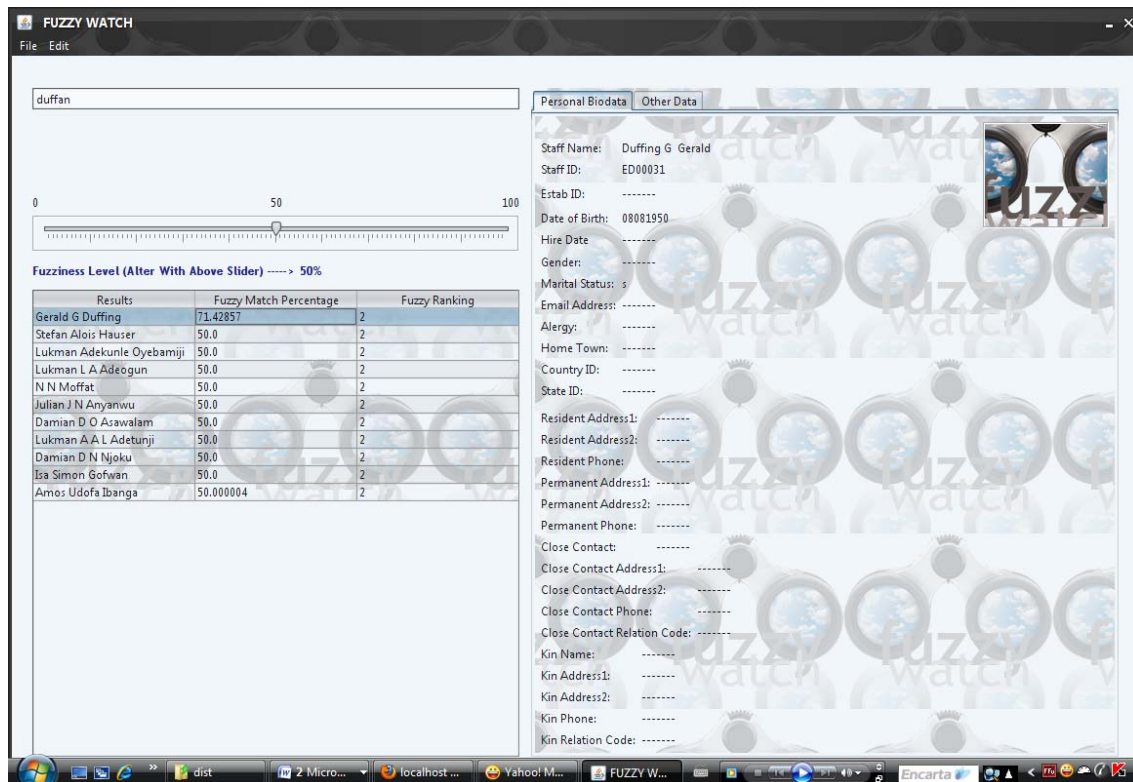 FUZZY WATCH
File Edit
duffan
0 50 100
Fuzziness Level (Alter With Above Slider) -----> 50%
Results Fuzzy Match Percentage Fuzzy Ranking
Gerald G Duffing 71.42857 2
Stefan Alois Hauser 50.0 2
Lukman Adekunle Oyebamiji 50.0 2
Lukman L A Adeogun 50.0 2
N N Moffat 50.0 2
Julian J N Anyanwu 50.0 2
Damian D O Asawalam 50.0 2
Lukman A A L Adetunji 50.0 2
Damian D N Njoku 50.0 2
Isa Simon Gofwan 50.0 2
Amos Udofa Ibanga 50.000004 2
Personal Biodata Other Data
fuzzy
watch
Staff Name: Duffing G Gerald
Staff ID: ED00031
Estab ID: -------
Date of Birth: 08081950
Hire Date -------
Gender: -------
Marital Status: s
Email Address: -------
Alergy: -------
Home Town: -------
Country ID: -------
State ID: -------
Resident Address1: -------
Resident Address2: -------
Resident Phone: -------
Permanent Address1: -------
Permanent Address2: -------
Permanent Phone: -------
Close Contact: -------
Close Contact Address1: -------
Close Contact Address2: -------
Close Contact Phone: -------
Close Contact Relation Code: -------
Kin Name: -------
Kin Address1: -------
Kin Address2: -------
Kin Phone: -------
Kin Relation Code: -------
» dist 2 Micro... localhost ... Yahoo! M... FUZZY W... Encarta